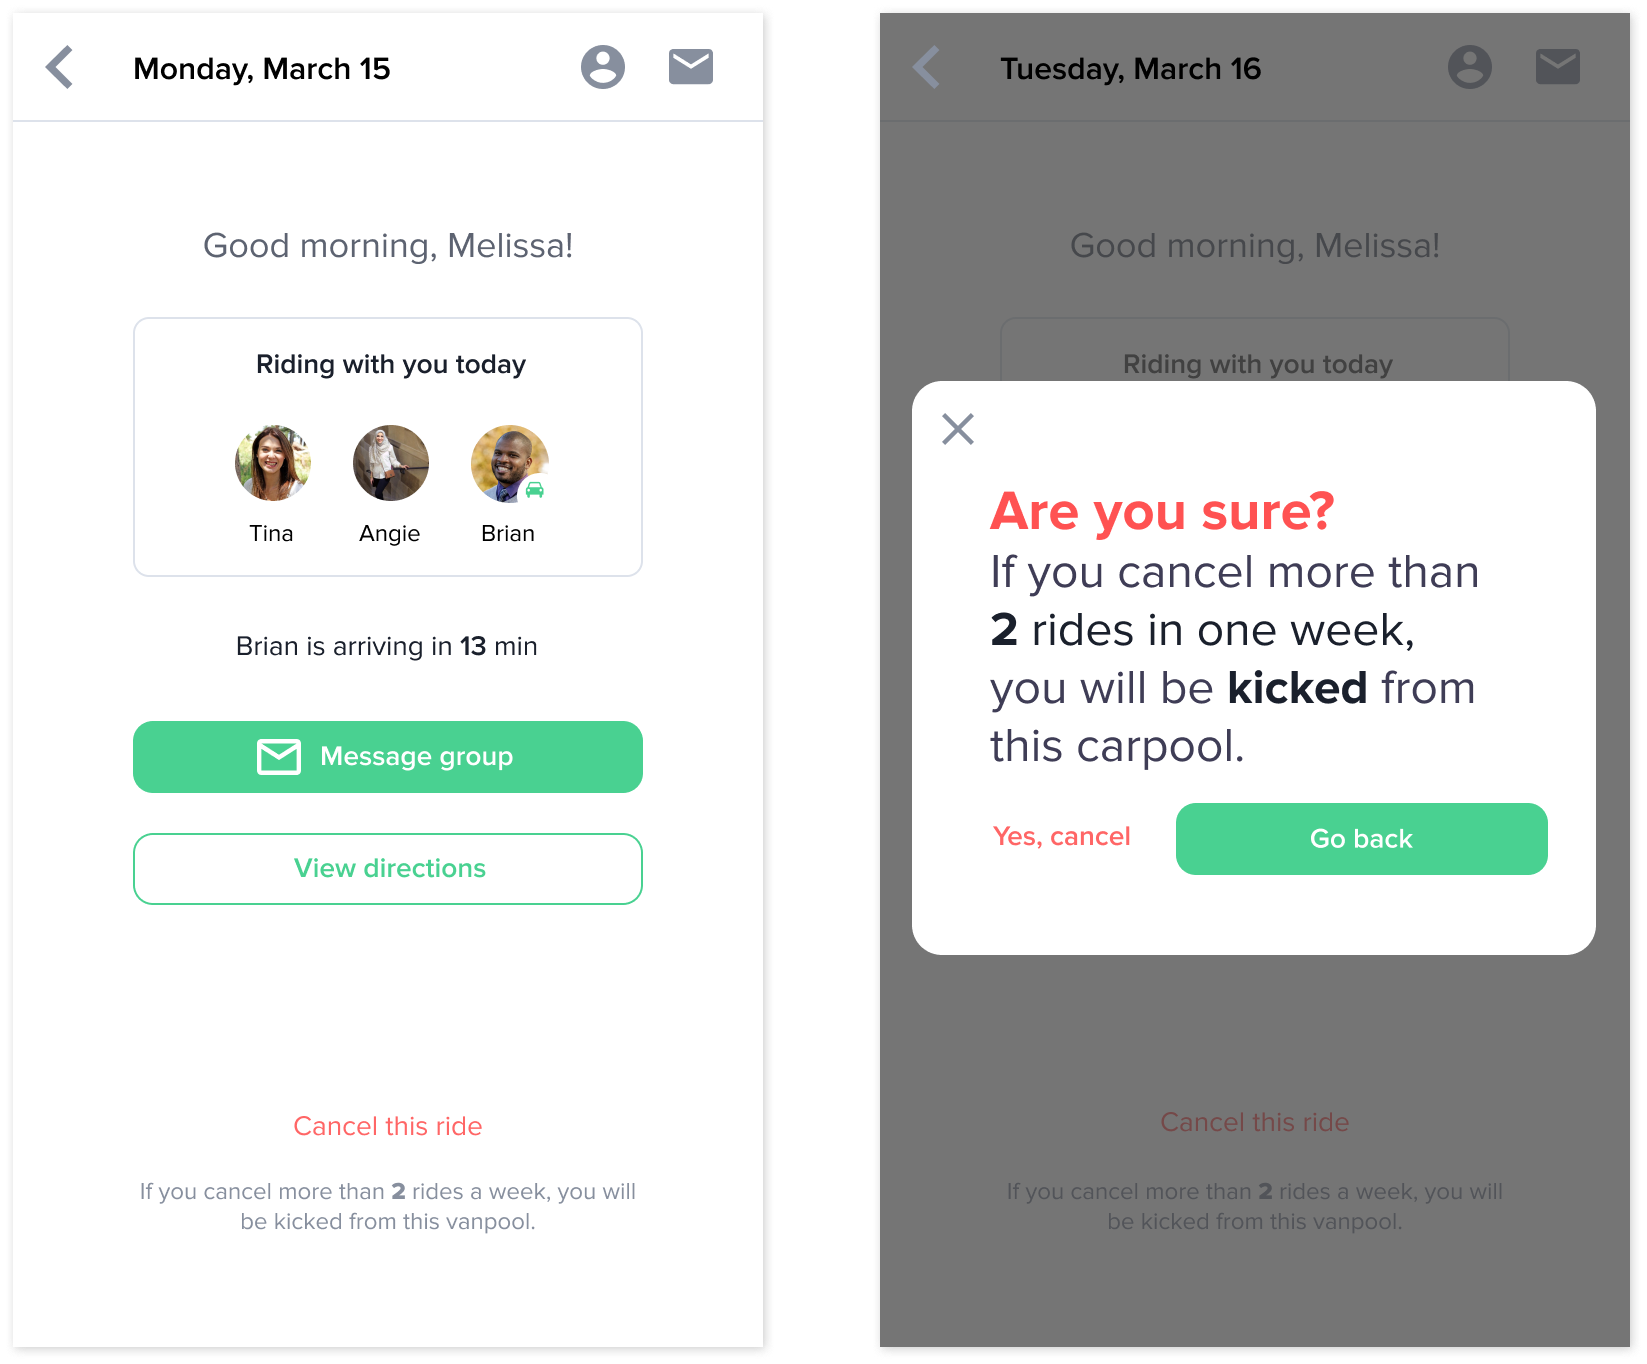 Monday, March 15
Good morning, Melissa!
Riding with you today
Tina
Angie
Brian
Brian is arriving in 13 min
Message group
View directions
Cancel this ride
If you cancel more than 2 rides a week, you will
be kicked from this vanpool.
Tuesday, March 16
Good morning, Melissa!
Riding with you today
Are you sure?
If you cancel more than
2 rides in one week,
you will be kicked from
this carpool.
Yes, cancel
Go back
Cancel this ride
If you cancel more than 2 rides a week, you will
be kicked from this vanpool.